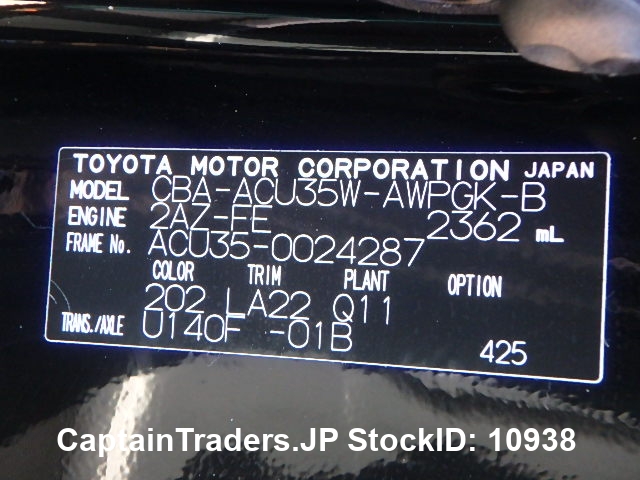 TOYOTA MOTOR CORPORATION JAPAN
MODEL CBA-ACU35W-AWPGK-B
ENGINE 2AZ-FE 2362 mL
FRAME No. ACU35-0024287
COLOR TRIM PLANT OPTION
202 LA22 Q11
TRANS./AXLE U140F -01B
425
CaptainTraders.JP StockID: 10938